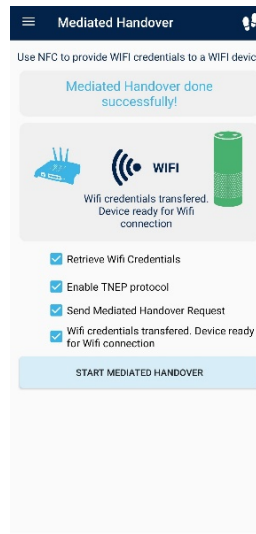 Mediated Handover
Use NFC to provide WIFI credentials to a WIFI devic
Mediated Handover done
successfully!
WIFI
Wifi credentials transfered.
Device ready for Wifi
connection
Retrieve Wifi Credentials
Enable TNEP protocol
Send Mediated Handover Request
Wifi credentials transfered. Device ready
for Wifi connection
START MEDIATED HANDOVER